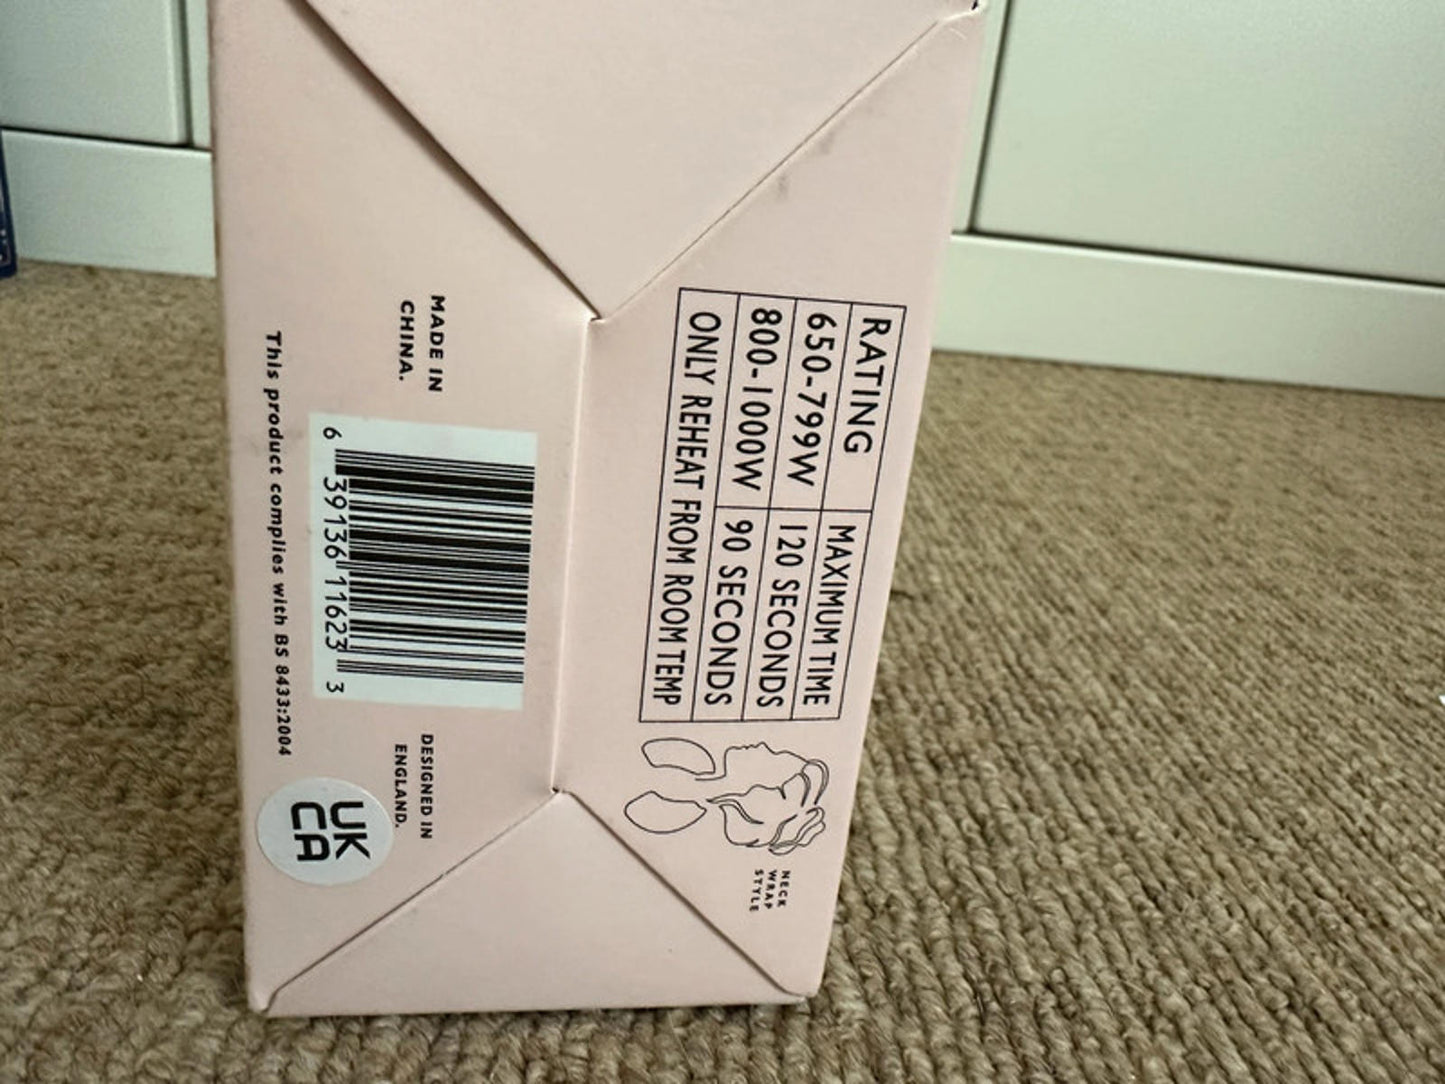 RATING MAXIMUM TIME
650-799W 120 SECONDS
800-1000W 90 SECONDS
ONLY REHEAT FROM ROOM TEMP
NECK
WRAP
STYLE
MADE IN
CHINA.
6 39136 11623 3
DESIGNED IN
ENGLAND.
This product complies with BS 8433:2004
UK
CA